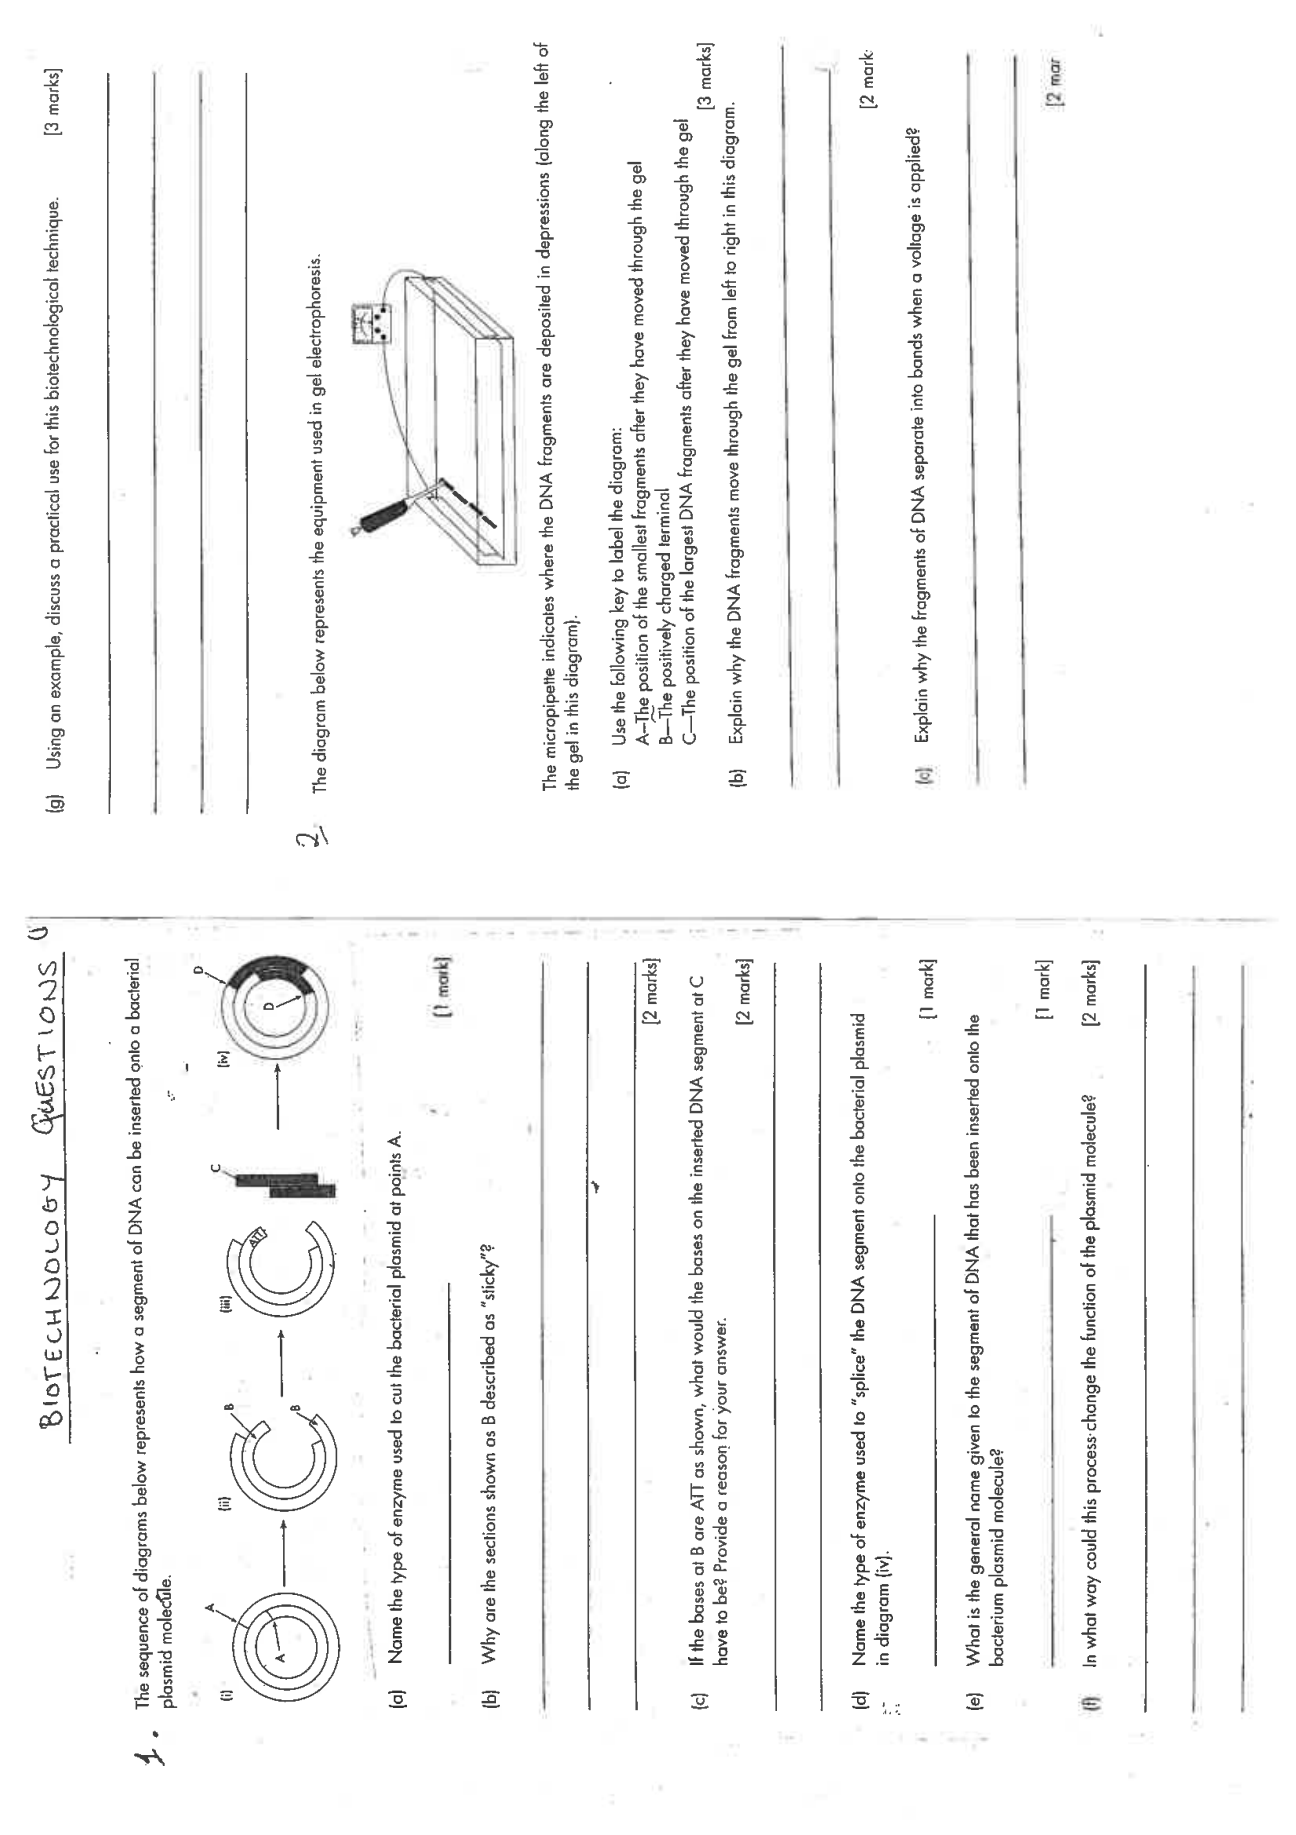 BIOTECHNOLOGY QUESTIONS (1
1.
The sequence of diagrams below represents how a segment of DNA can be inserted onto a bacterial
plasmid molecule.
(i)
A
A
(ii)
B
B
(iii)
ATT
C
(iv)
D
D
(a) Name the type of enzyme used to cut the bacterial plasmid at points A.
[1 mark]
(b) Why are the sections shown as B described as "sticky"?
[2 marks]
(c) If the bases at B are ATT as shown, what would the bases on the inserted DNA segment at C
have to be? Provide a reason for your answer.
[2 marks]
(d) Name the type of enzyme used to "splice" the DNA segment onto the bacterial plasmid
in diagram (iv).
[1 mark]
(e) What is the general name given to the segment of DNA that has been inserted onto the
bacterium plasmid molecule?
[1 mark]
(f) In what way could this process change the function of the plasmid molecule? [2 marks]
(g) Using an example, discuss a practical use for this biotechnological technique. [3 marks]
2.
The diagram below represents the equipment used in gel electrophoresis.
The micropipette indicates where the DNA fragments are deposited in depressions (along the left of
the gel in this diagram).
(a) Use the following key to label the diagram:
A—The position of the smallest fragments after they have moved through the gel
B—The positively charged terminal
C—The position of the largest DNA fragments after they have moved through the gel
[3 marks]
(b) Explain why the DNA fragments move through the gel from left to right in this diagram.
[2 mark
(c) Explain why the fragments of DNA separate into bands when a voltage is applied?
[2 mar